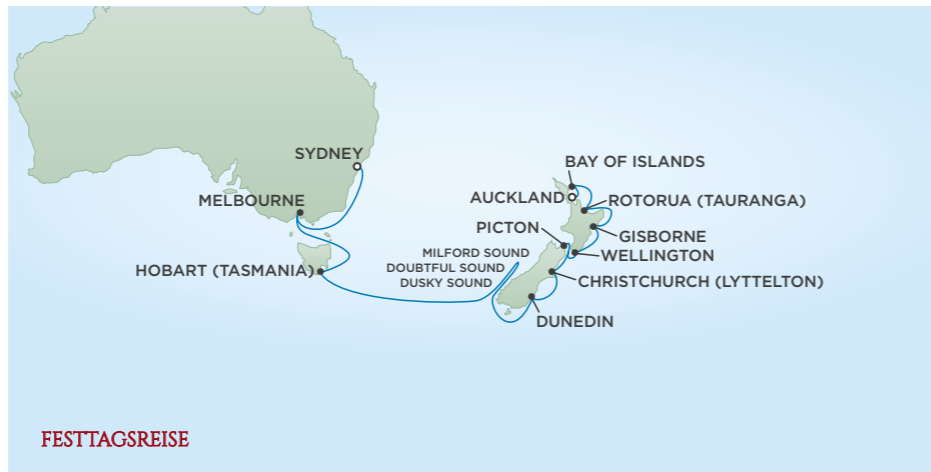 SYDNEY
BAY OF ISLANDS
AUCKLAND
MELBOURNE
ROTORUA (TAURANGA)
PICTON
GISBORNE
MILFORD SOUND
WELLINGTON
DOUBTFUL SOUND
HOBART (TASMANIA)
DUSKY SOUND
CHRISTCHURCH (LYTTELTON)
DUNEDIN
FESTTAGSREISE